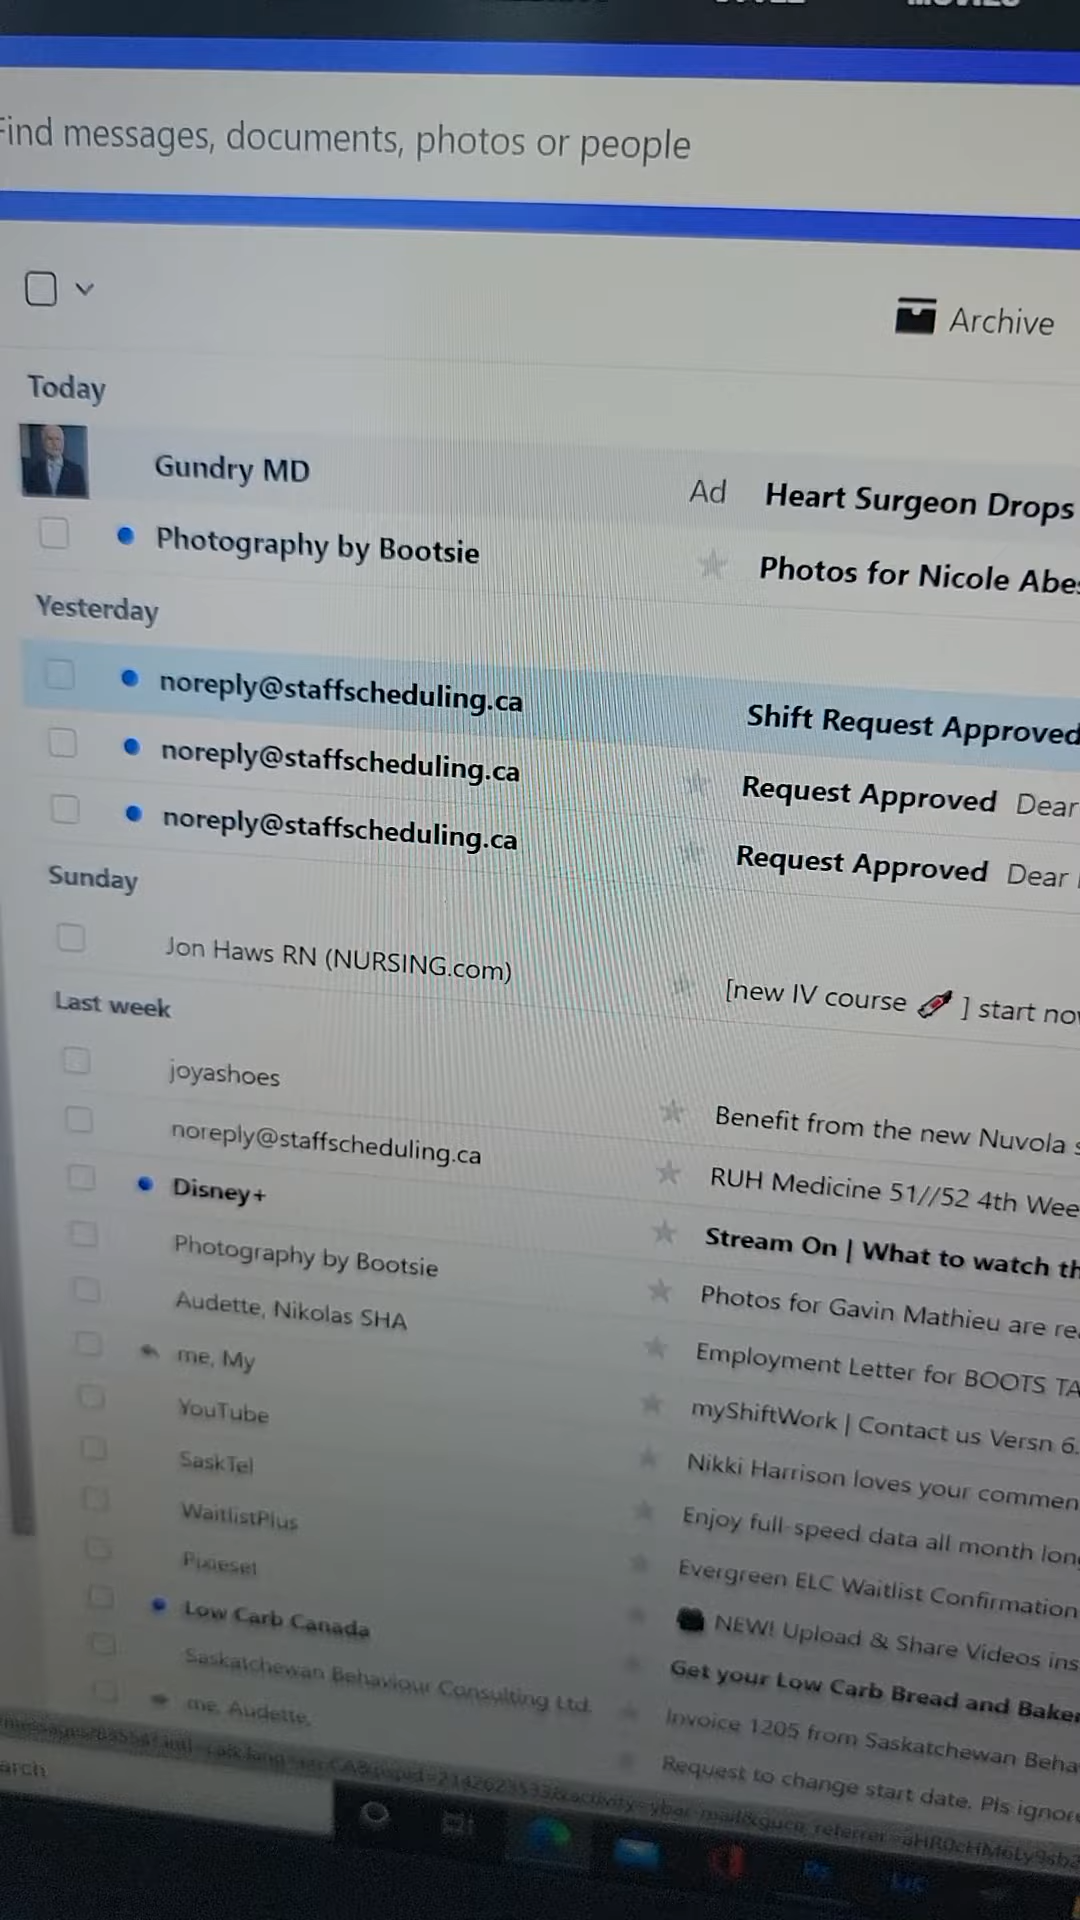 Find messages, documents, photos or people
Archive
Today
Gundry MD Ad Heart Surgeon Drops
Photography by Bootsie Photos for Nicole Abe
Yesterday
noreply@staffscheduling.ca Shift Request Approved
noreply@staffscheduling.ca Request Approved Dear
noreply@staffscheduling.ca Request Approved Dear
Sunday
Jon Haws RN (NURSING.com) [new IV course ] start no
Last week
joyashoes Benefit from the new Nuvola s
noreply@staffscheduling.ca RUH Medicine 51//52 4th Wee
Disney+ Stream On | What to watch th
Photography by Bootsie Photos for Gavin Mathieu are re
Audette, Nikolas SHA Employment Letter for BOOTS TA
me, My myShiftWork | Contact us Versn 6.
YouTube Nikki Harrison loves your commen
SaskTel Enjoy full-speed data all month long
WaitlistPlus Evergreen ELC Waitlist Confirmation
Pixieset NEW! Upload & Share Videos ins
Low Carb Canada Get your Low Carb Bread and Baker
Saskatchewan Behaviour Consulting Ltd. Invoice 1205 from Saskatchewan Beha
me, Audette, Request to change start date. Pls ignore
arch